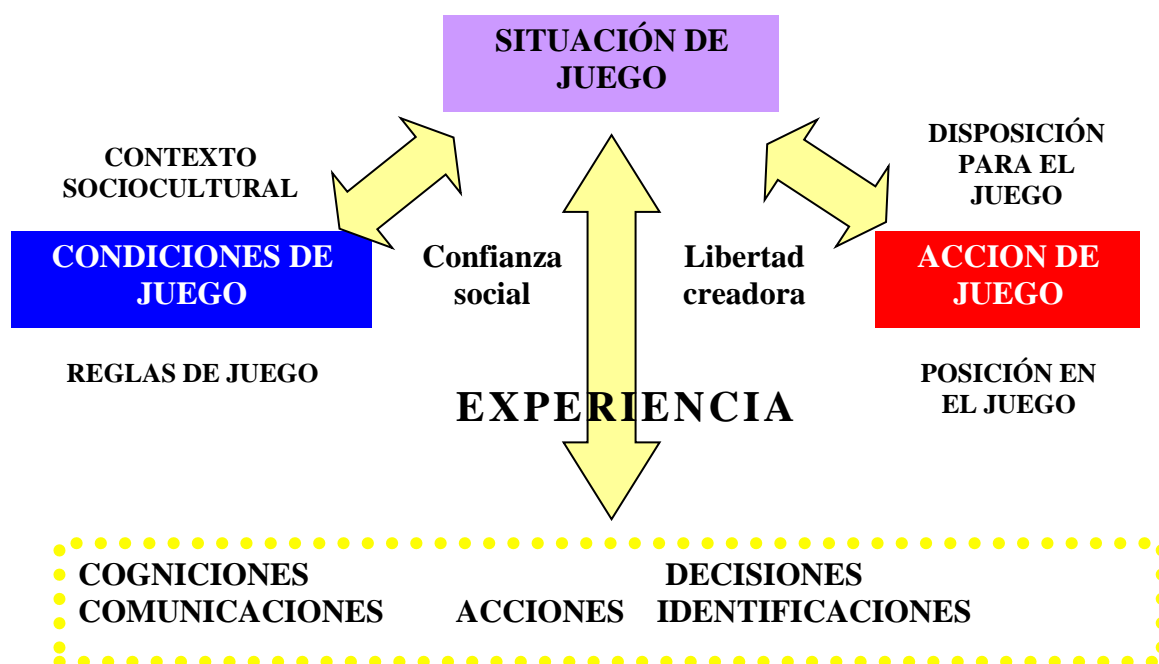 SITUACIÓN DE
JUEGO
CONTEXTO
SOCIOCULTURAL
DISPOSICIÓN
PARA EL
JUEGO
CONDICIONES DE
JUEGO
Confianza
social
Libertad
creadora
ACCION DE
JUEGO
REGLAS DE JUEGO
POSICIÓN EN
EL JUEGO
EXPERIENCIA
COGNICIONES DECISIONES
COMUNICACIONES ACCIONES IDENTIFICACIONES